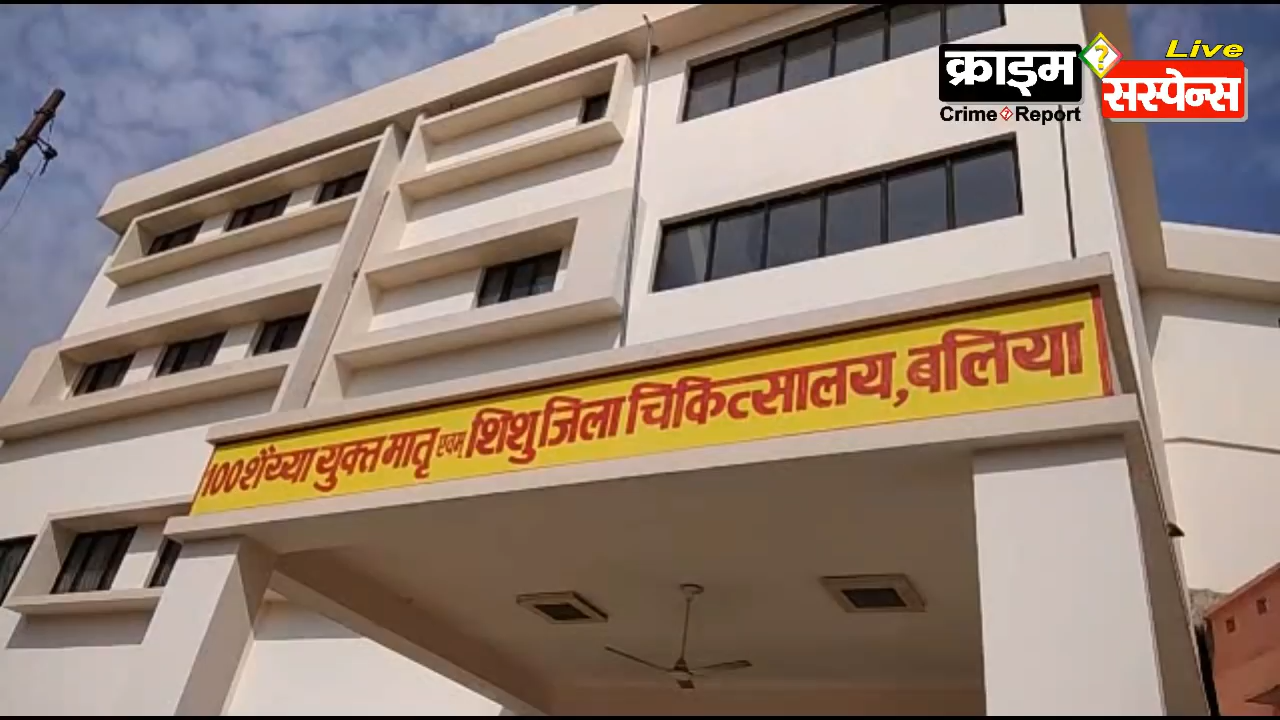 Live
क्राइम ?
सस्पेन्स
Crime ? Report
100 शैय्या युक्त मातृ एवम् शिशु जिला चिकित्सालय, बलिया